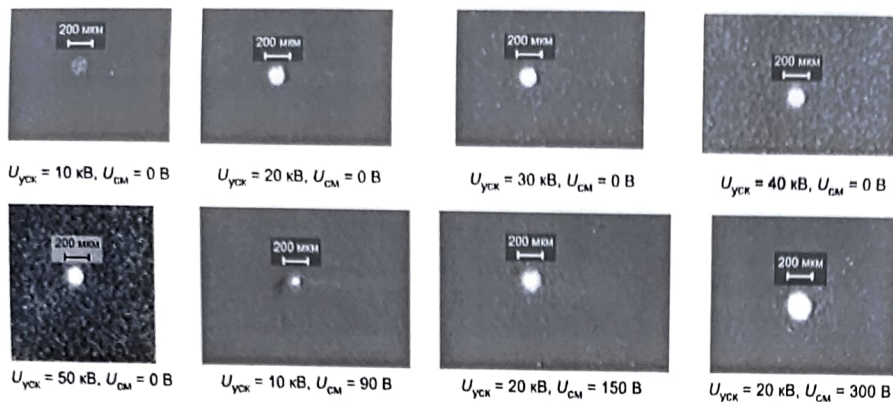 200 мкм
200 мкм
200 мкм
200 мкм
Uуск = 10 кВ, Uсм = 0 В
Uуск = 20 кВ, Uсм = 0 В
Uуск = 30 кВ, Uсм = 0 В
Uуск = 40 кВ, Uсм = 0 В
200 мкм
200 мкм
200 мкм
200 мкм
Uуск = 50 кВ, Uсм = 0 В
Uуск = 10 кВ, Uсм = 90 В
Uуск = 20 кВ, Uсм = 150 В
Uуск = 20 кВ, Uсм = 300 В